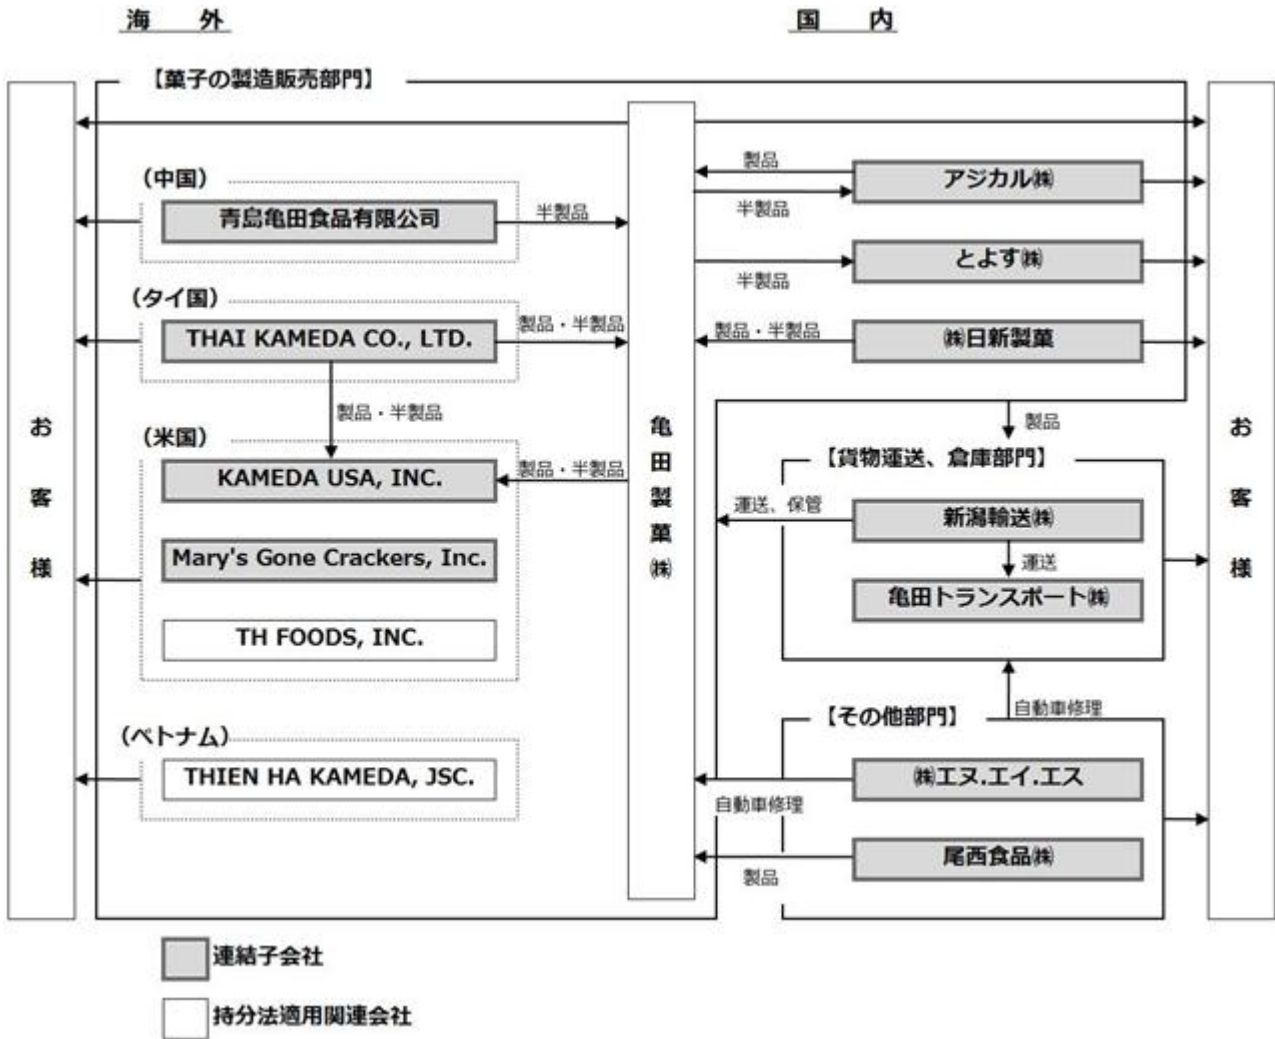 海　外
国　内
【菓子の製造販売部門】
お客様
亀田製菓㈱
お客様
（中国）
青島亀田食品有限公司
半製品
（タイ国）
THAI KAMEDA CO., LTD.
製品・半製品
製品・半製品
（米国）
KAMEDA USA, INC.
製品・半製品
Mary's Gone Crackers, Inc.
TH FOODS, INC.
（ベトナム）
THIEN HA KAMEDA, JSC.
製品
アジカル㈱
半製品
とよす㈱
半製品
製品・半製品
㈱日新製菓
製品
【貨物運送、倉庫部門】
運送、保管
新潟輸送㈱
運送
亀田トランスポート㈱
自動車修理
【その他部門】
㈱エヌ.エイ.エス
自動車修理
尾西食品㈱
製品
連結子会社
持分法適用関連会社